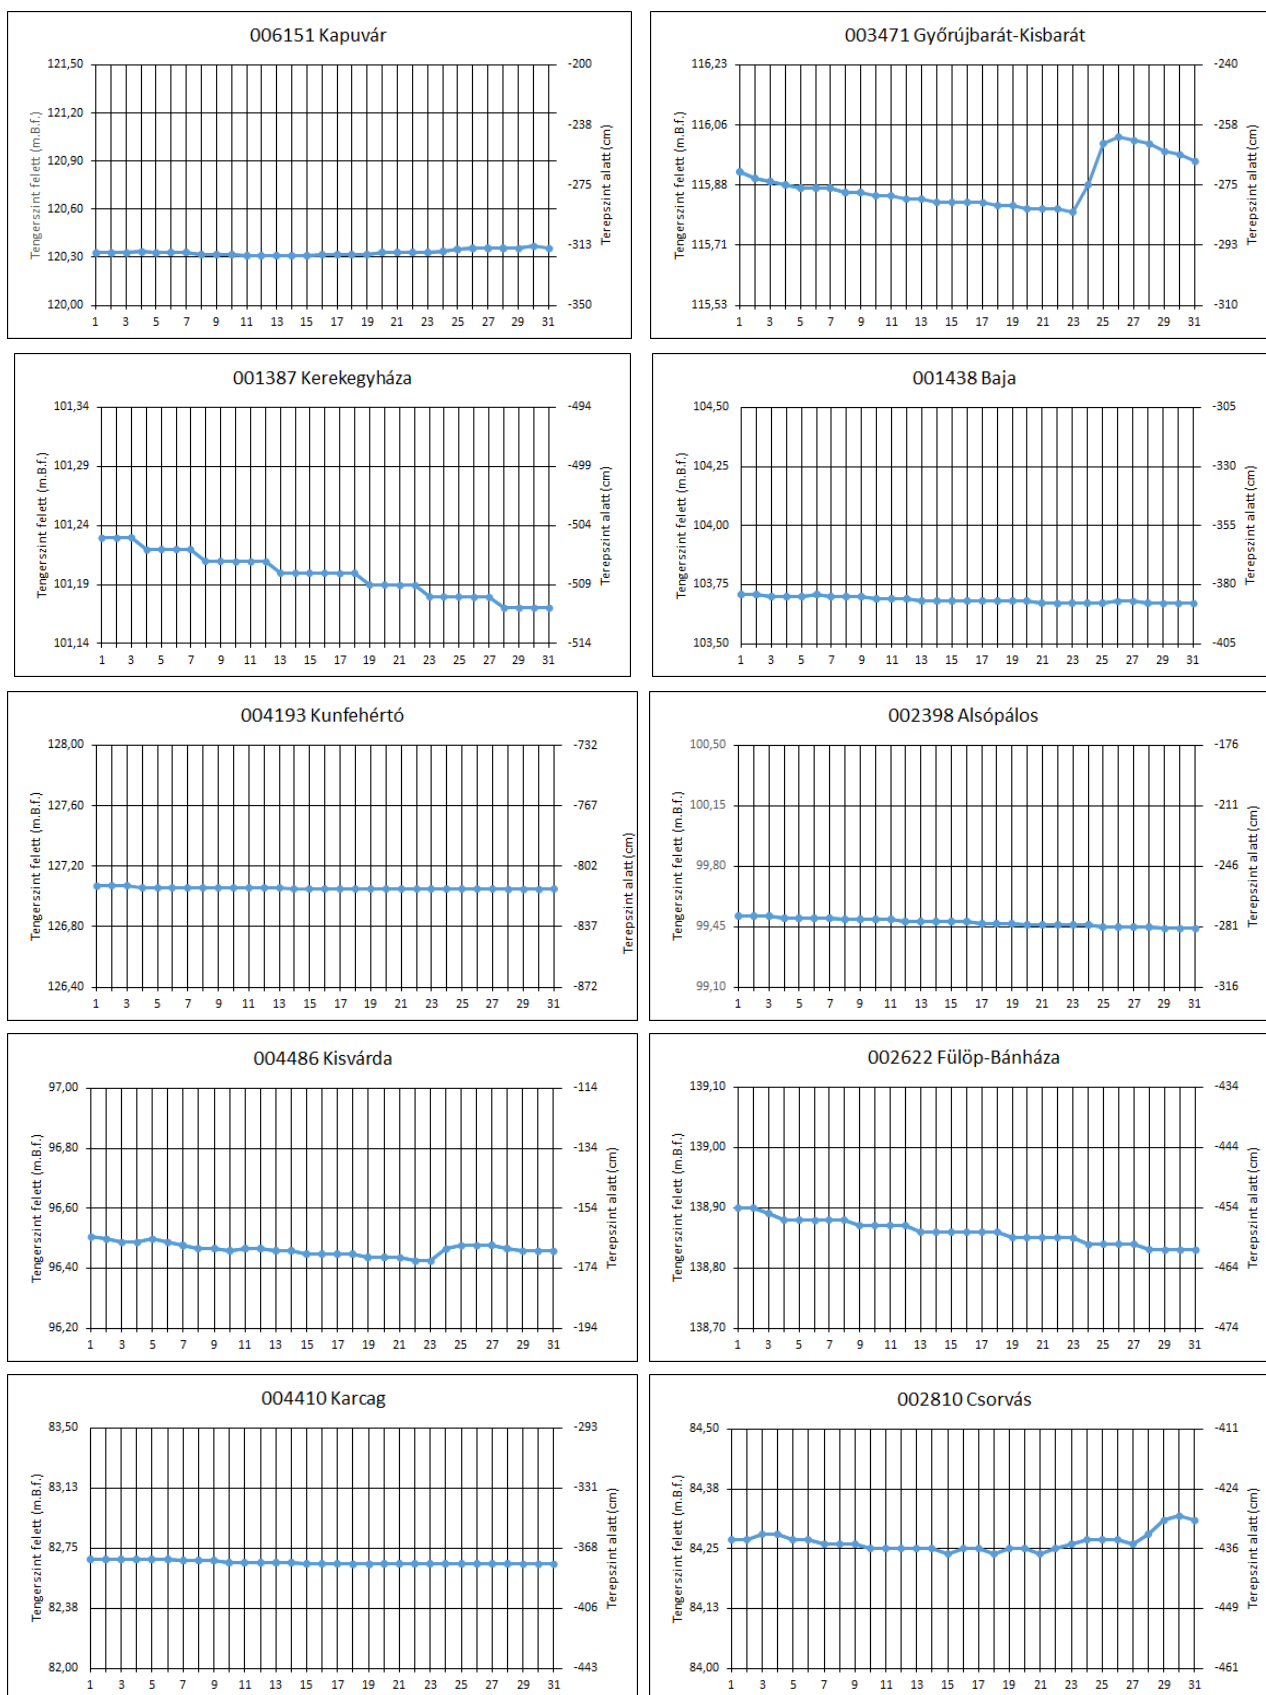 006151 Kapuvár
Tengerszint felett (m.B.f.)
121,50
121,20
120,90
120,60
120,30
120,00
-200
-238
-275
-313
-350
Terepszint alatt (cm)
1 3 5 7 9 11 13 15 17 19 21 23 25 27 29 31
003471 Győrújbarát-Kisbarát
Tengerszint felett (m.B.f.)
116,23
116,06
115,88
115,71
115,53
-240
-258
-275
-293
-310
Terepszint alatt (cm)
1 3 5 7 9 11 13 15 17 19 21 23 25 27 29 31
001387 Kerekegyháza
Tengerszint felett (m.B.f.)
101,34
101,29
101,24
101,19
101,14
-494
-499
-504
-509
-514
Terepszint alatt (cm)
1 3 5 7 9 11 13 15 17 19 21 23 25 27 29 31
001438 Baja
Tengerszint felett (m.B.f.)
104,50
104,25
104,00
103,75
103,50
-305
-330
-355
-380
-405
Terepszint alatt (cm)
1 3 5 7 9 11 13 15 17 19 21 23 25 27 29 31
004193 Kunfehértó
Tengerszint felett (m.B.f.)
128,00
127,60
127,20
126,80
126,40
-732
-767
-802
-837
-872
Terepszint alatt (cm)
1 3 5 7 9 11 13 15 17 19 21 23 25 27 29 31
002398 Alsópálos
Tengerszint felett (m.B.f.)
100,50
100,15
99,80
99,45
99,10
-176
-211
-246
-281
-316
Terepszint alatt (cm)
1 3 5 7 9 11 13 15 17 19 21 23 25 27 29 31
004486 Kisvárda
Tengerszint felett (m.B.f.)
97,00
96,80
96,60
96,40
96,20
-114
-134
-154
-174
-194
Terepszint alatt (cm)
1 3 5 7 9 11 13 15 17 19 21 23 25 27 29 31
002622 Fülöp-Bánháza
Tengerszint felett (m.B.f.)
139,10
139,00
138,90
138,80
138,70
-434
-444
-454
-464
-474
Terepszint alatt (cm)
1 3 5 7 9 11 13 15 17 19 21 23 25 27 29 31
004410 Karcag
Tengerszint felett (m.B.f.)
83,50
83,13
82,75
82,38
82,00
-293
-331
-368
-406
-443
Terepszint alatt (cm)
1 3 5 7 9 11 13 15 17 19 21 23 25 27 29 31
002810 Csorvás
Tengerszint felett (m.B.f.)
84,50
84,38
84,25
84,13
84,00
-411
-424
-436
-449
-461
Terepszint alatt (cm)
1 3 5 7 9 11 13 15 17 19 21 23 25 27 29 31